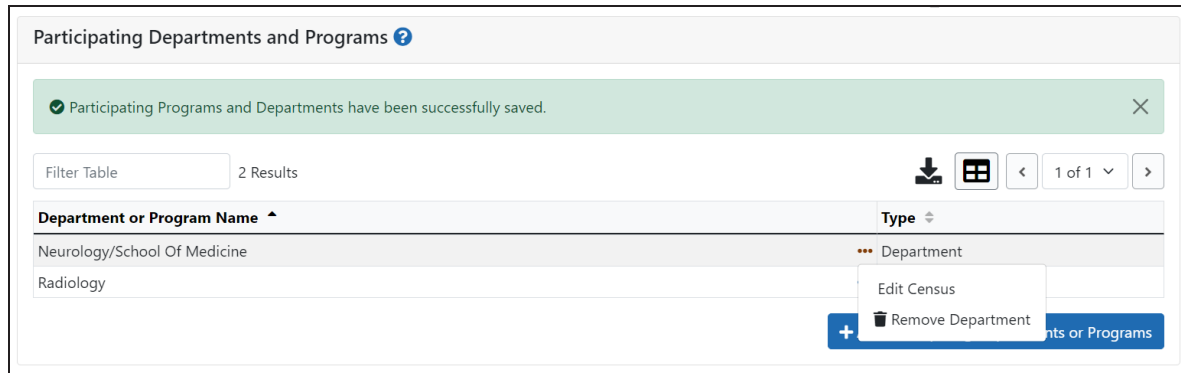 Participating Departments and Programs
Participating Programs and Departments have been successfully saved.
Filter Table
2 Results
1 of 1
Department or Program Name
Type
Neurology/School Of Medicine
Department
Radiology
Edit Census
Remove Department
or Programs